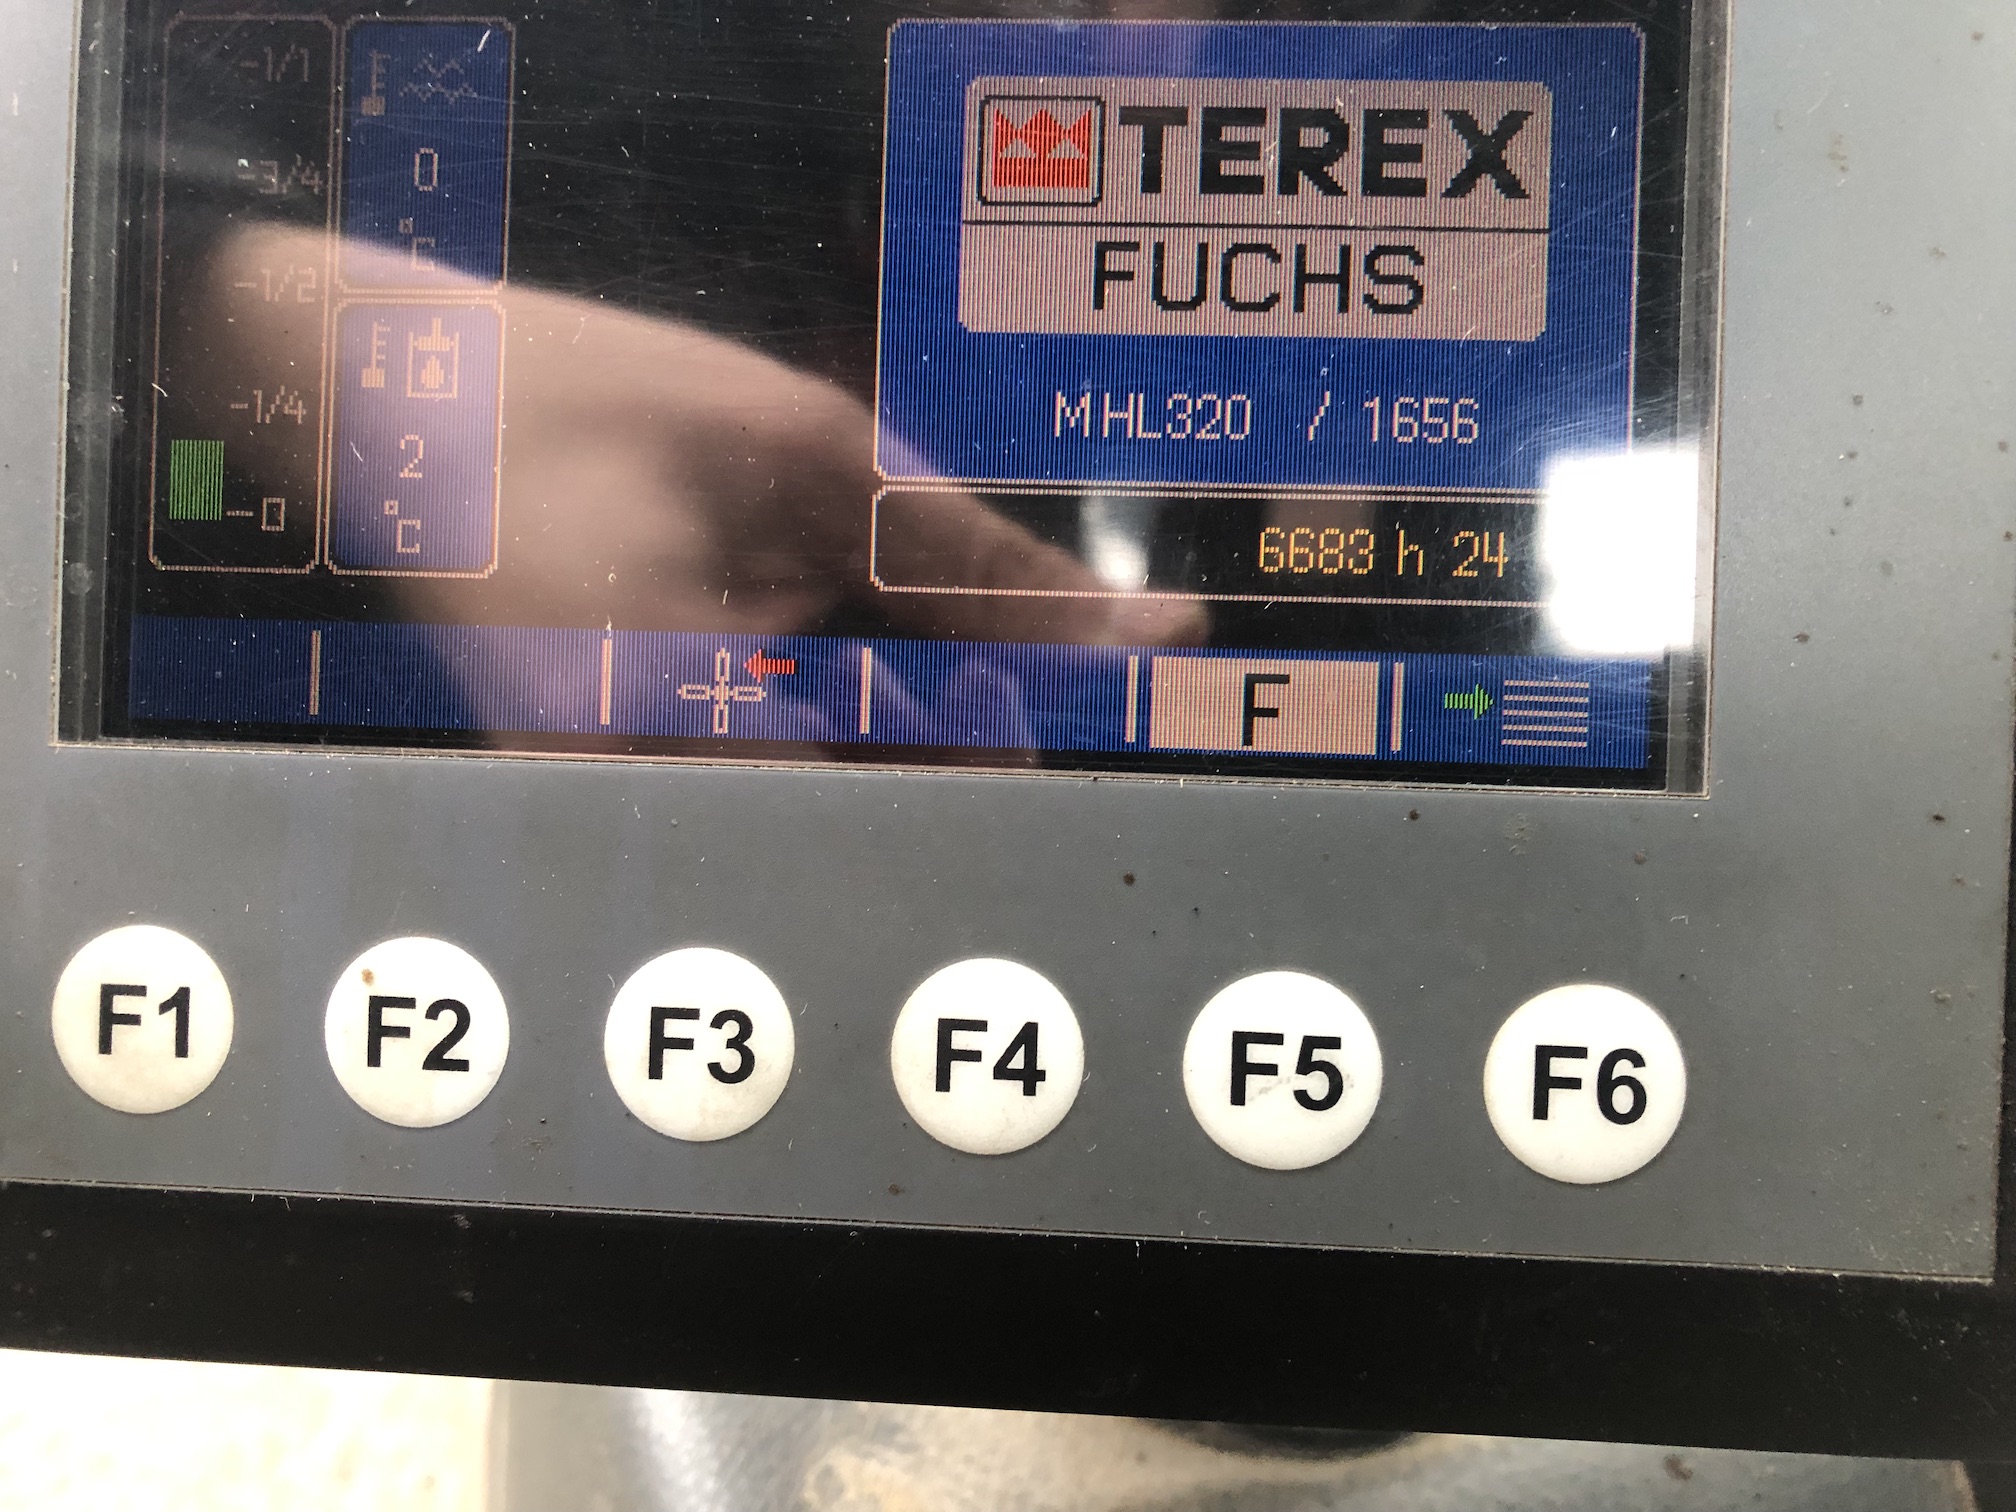 -1/1
-3/4
-1/2
-1/4
-0
0
°C
2
°C
TEREX
FUCHS
MHL320 / 1656
6683 h 24
F
F1 F2 F3 F4 F5 F6